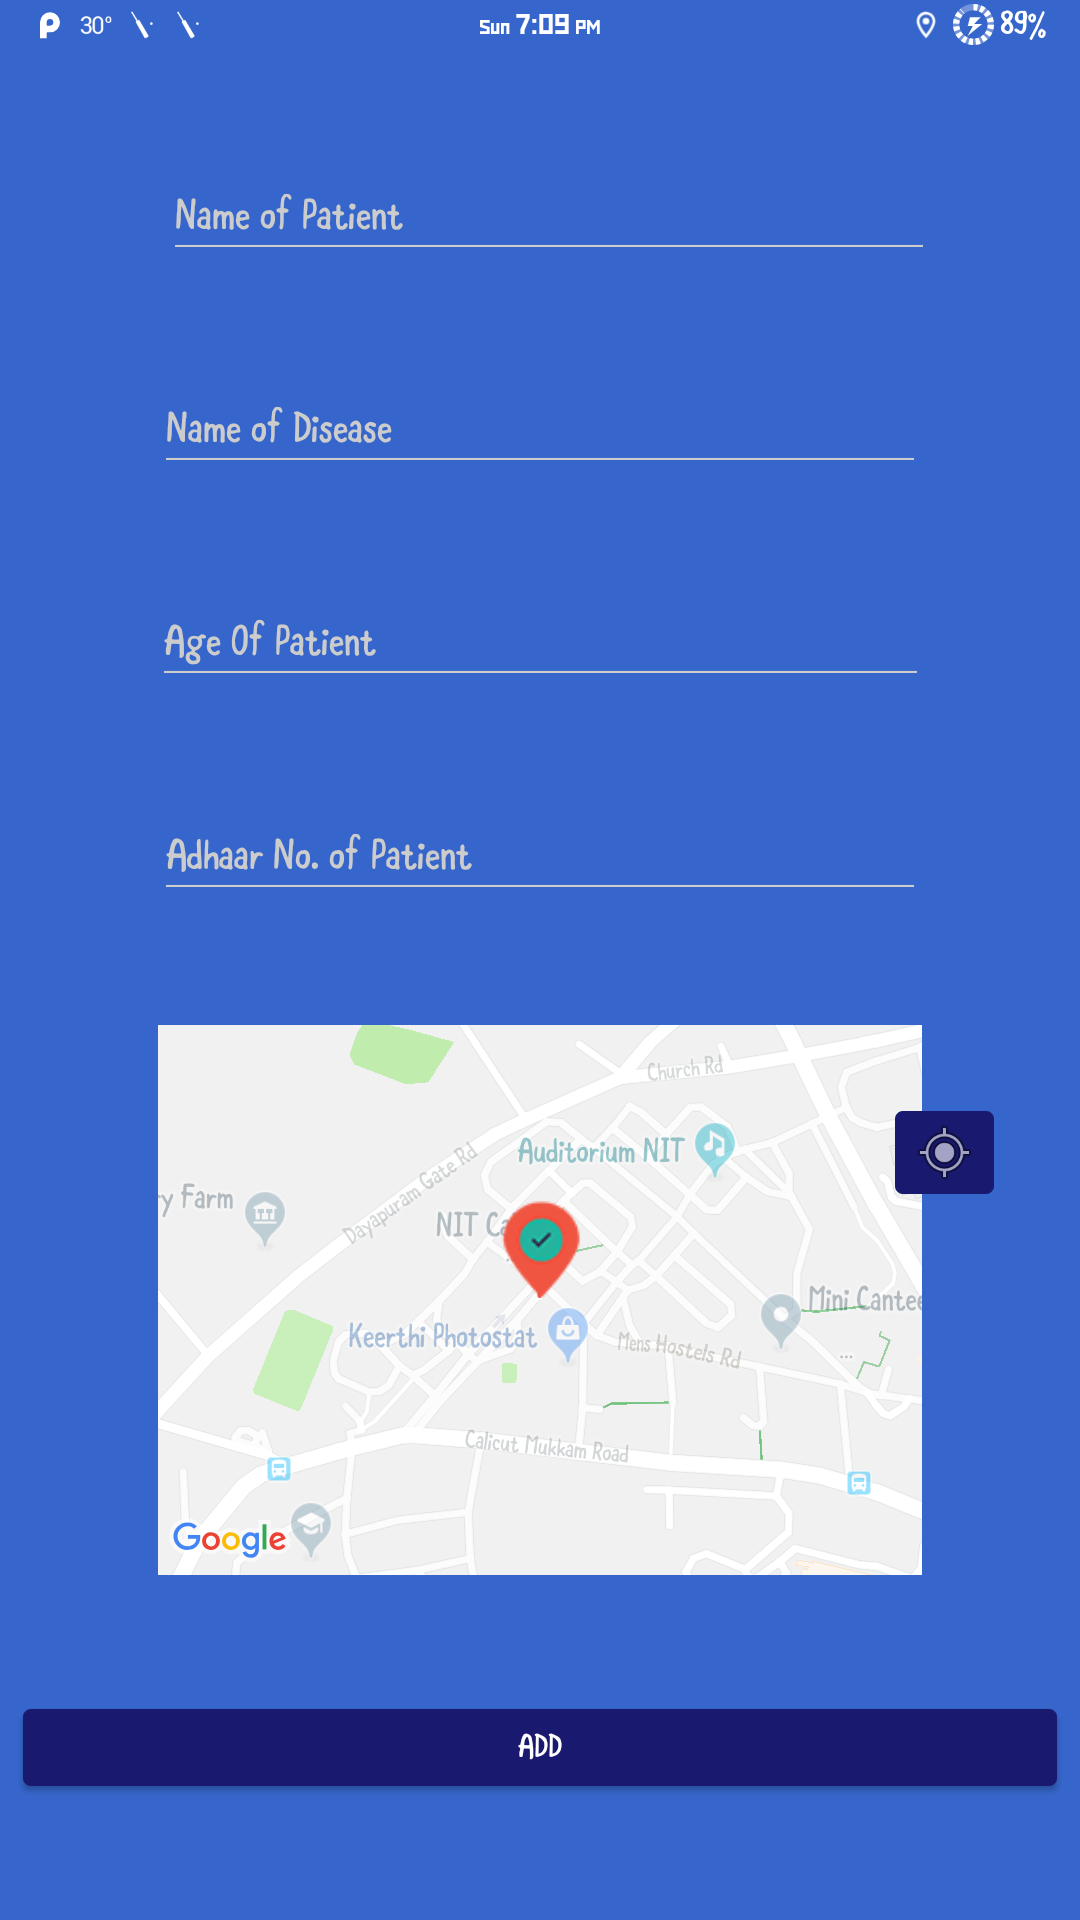 30° Sun 7:09 PM 89%
Name of Patient
Name of Disease
Age Of Patient
Adhaar No. of Patient
Church Rd
Auditorium NIT
Dayapuram Gate Rd
y Farm
NIT Ca
Mini Cantee
Keerthi Photostat
Mens Hostels Rd
...
Calicut Mukkam Road
Google
ADD